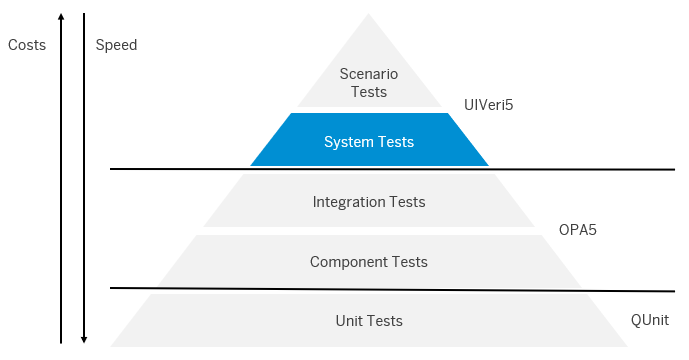 Costs
Speed
Scenario
Tests
UIVeri5
System Tests
Integration Tests
OPA5
Component Tests
Unit Tests
QUnit